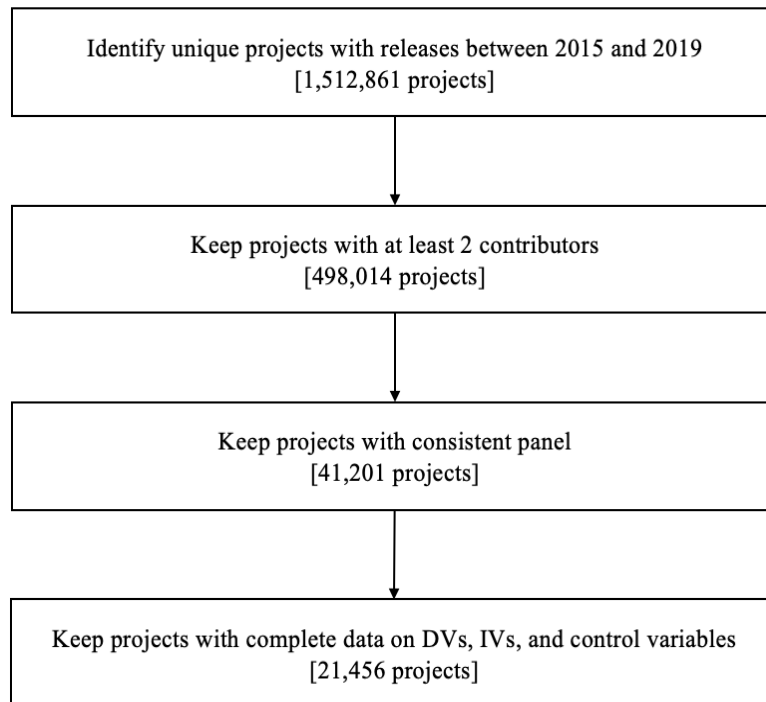 Identify unique projects with releases between 2015 and 2019
[1,512,861 projects]
Keep projects with at least 2 contributors
[498,014 projects]
Keep projects with consistent panel
[41,201 projects]
Keep projects with complete data on DVs, IVs, and control variables
[21,456 projects]